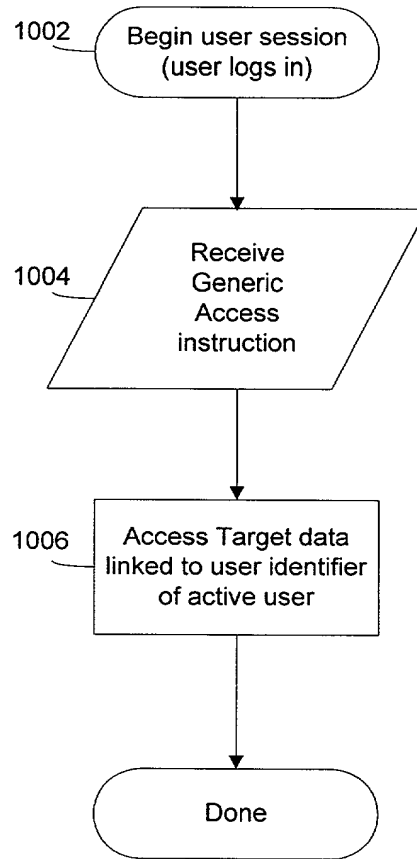 1002
Begin user session
(user logs in)
1004
Receive
Generic
Access
instruction
1006
Access Target data
linked to user identifier
of active user
Done